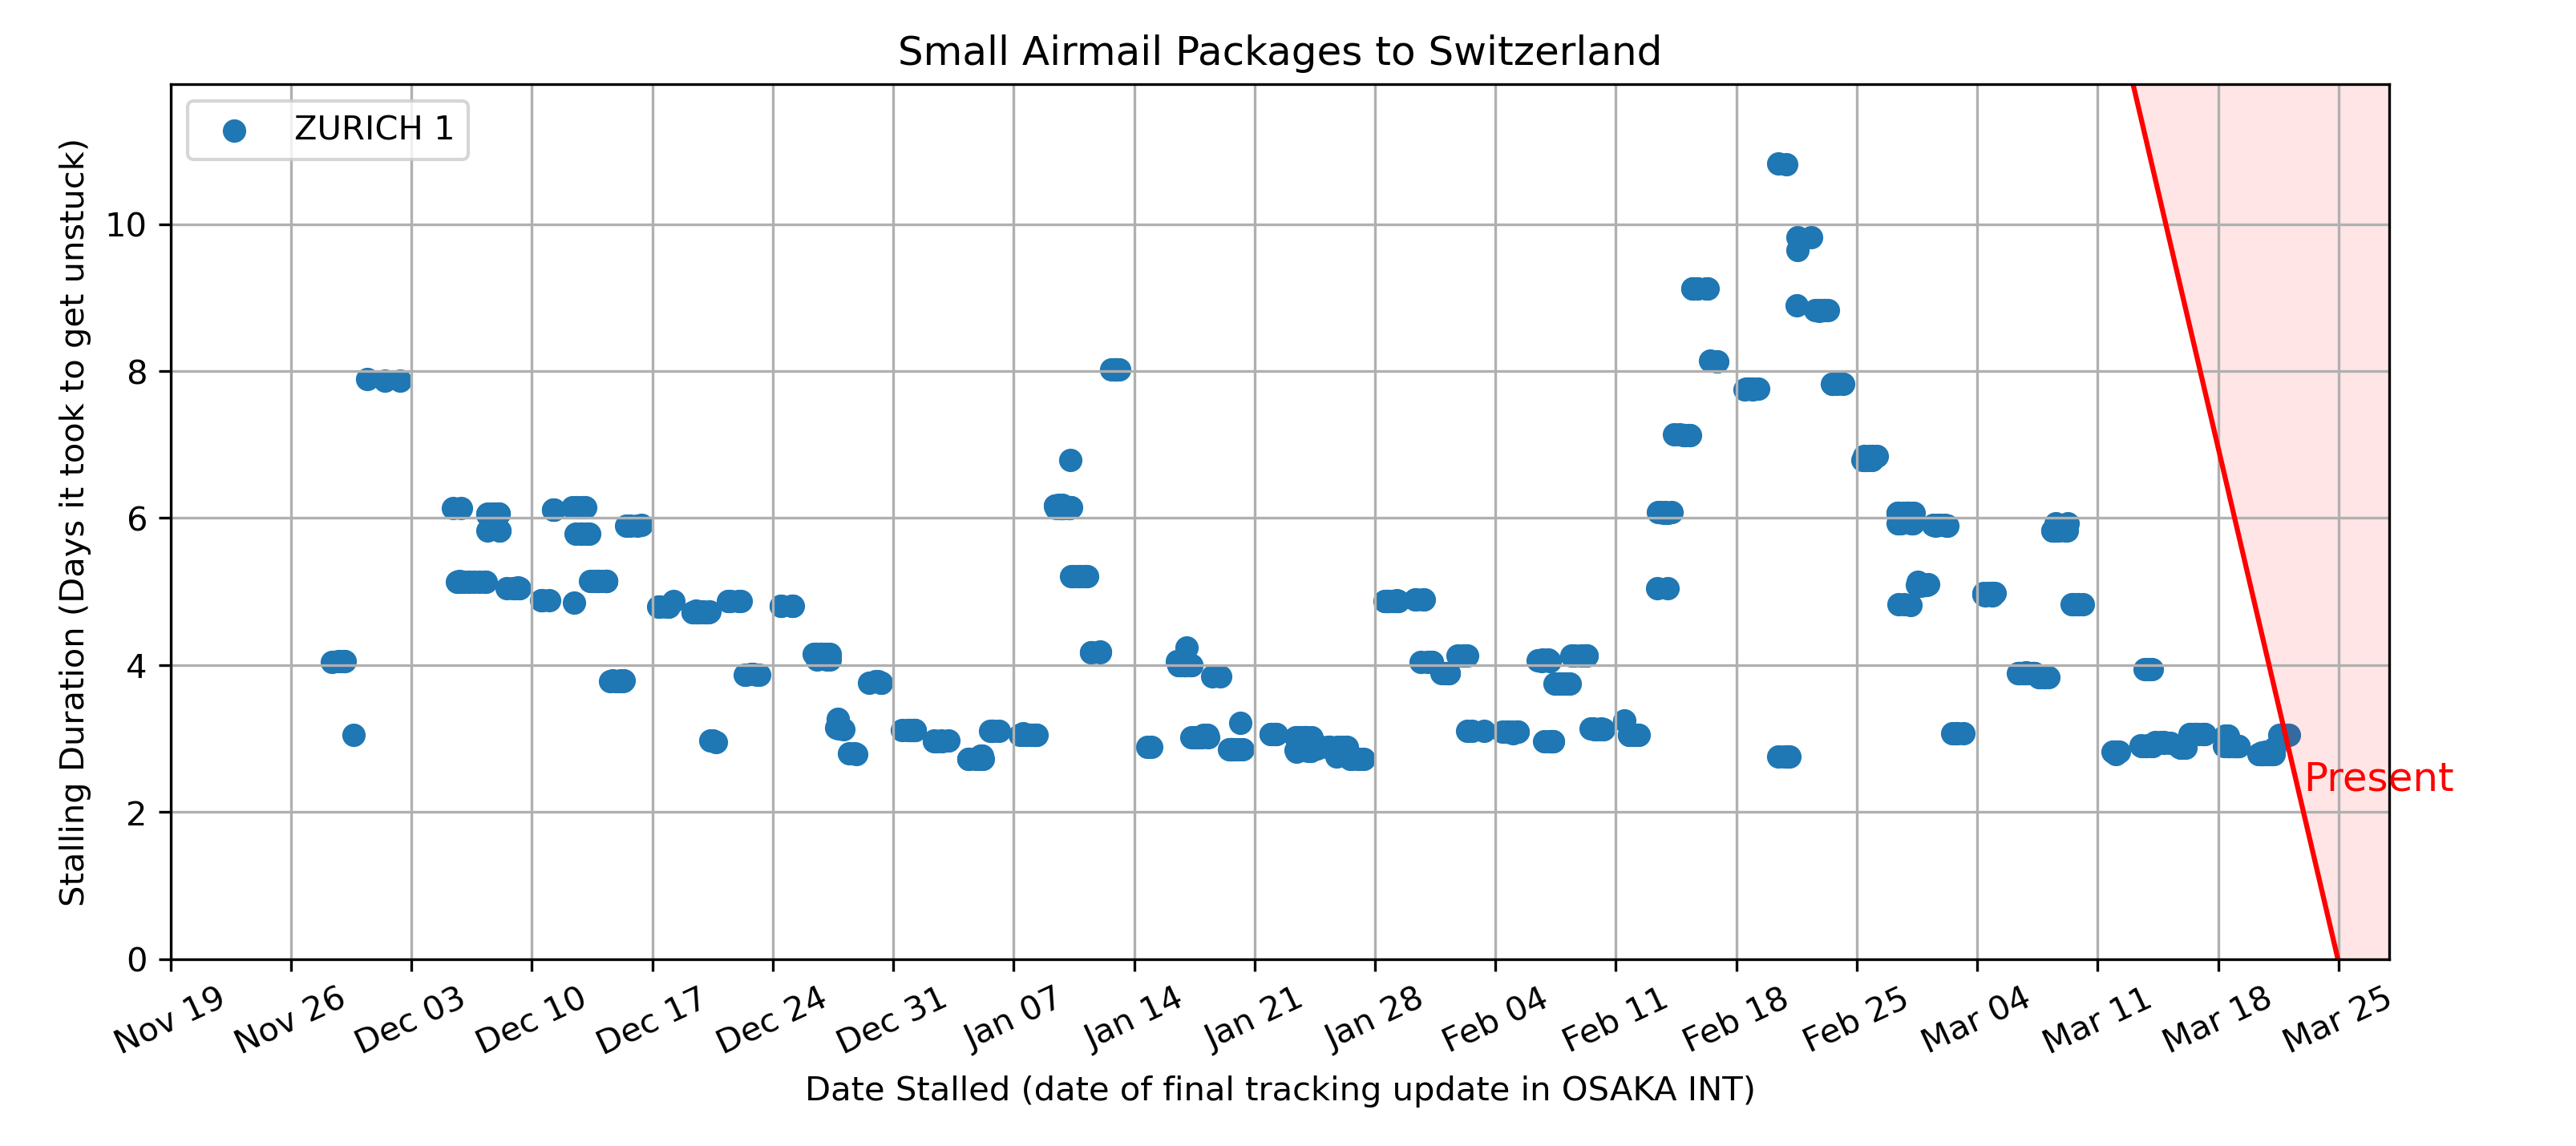 Small Airmail Packages to Switzerland
ZURICH 1
Stalling Duration (Days it took to get unstuck)
10
8
6
4
2
0
Present
Nov 19
Nov 26
Dec 03
Dec 10
Dec 17
Dec 24
Dec 31
Jan 07
Jan 14
Jan 21
Jan 28
Feb 04
Feb 11
Feb 18
Feb 25
Mar 04
Mar 11
Mar 18
Mar 25
Date Stalled (date of final tracking update in OSAKA INT)